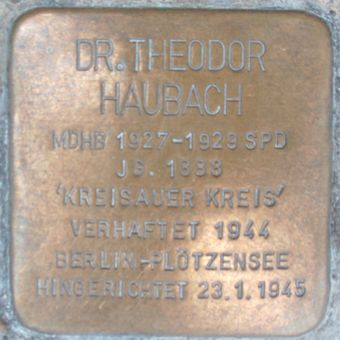 DR. THEODOR
HAUBACH
MDHB 1927-1929 SPD
JG. 1888
'KREISAUER KREIS'
VERHAFTET 1944
BERLIN-PLÖTZENSEE
HINGERICHTET 23.1.1945